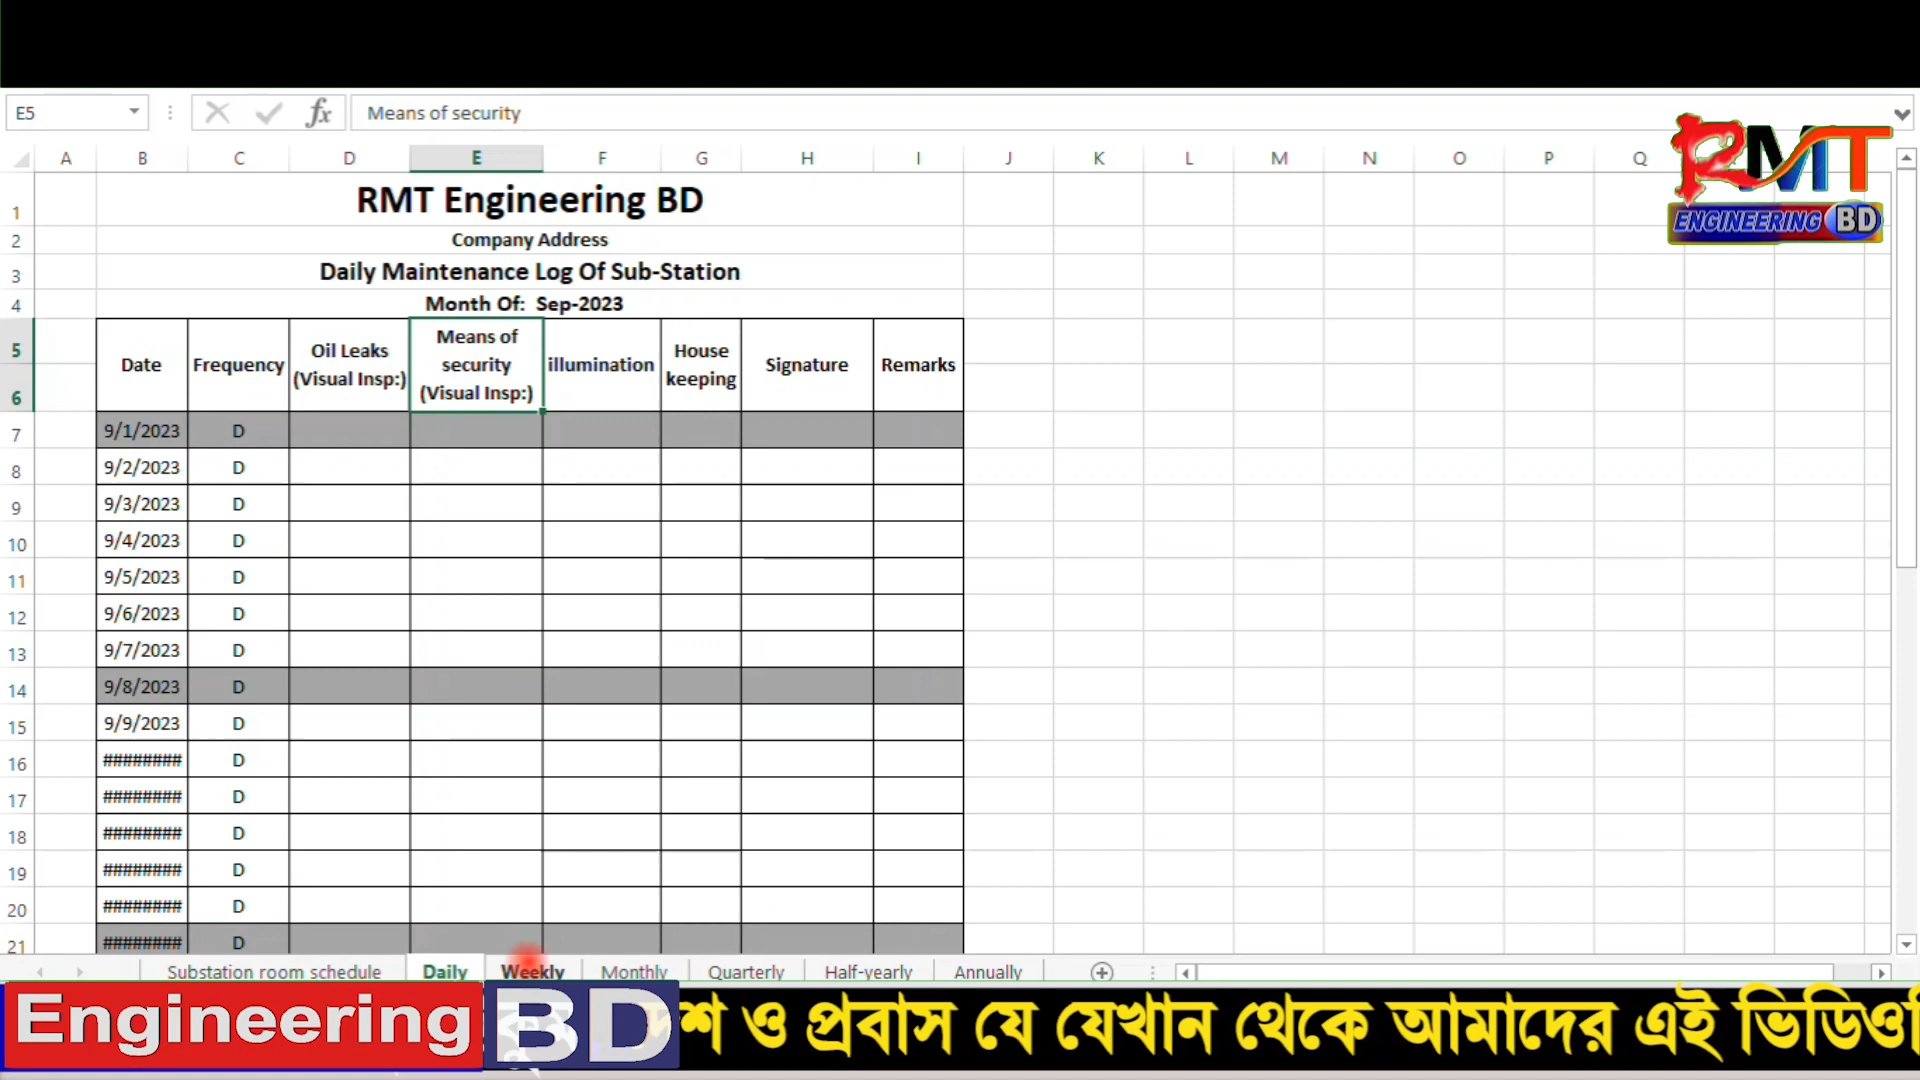 E5
fx
Means of security
RMT
ENGINEERING BD
A B C D E F G H I J K L M N O P Q
1 RMT Engineering BD
2 Company Address
3 Daily Maintenance Log Of Sub-Station
4 Month Of: Sep-2023
5
6
Date Frequency Oil Leaks (Visual Insp:) Means of security (Visual Insp:) illumination House keeping Signature Remarks
7 9/1/2023 D
8 9/2/2023 D
9 9/3/2023 D
10 9/4/2023 D
11 9/5/2023 D
12 9/6/2023 D
13 9/7/2023 D
14 9/8/2023 D
15 9/9/2023 D
16 ######## D
17 ######## D
18 ######## D
19 ######## D
20 ######## D
21 ######## D
Substation room schedule Daily Weekly Monthly Quarterly Half-yearly Annually
Engineering BD
ও প্রবাস যে যেখান থেকে আমাদের এই